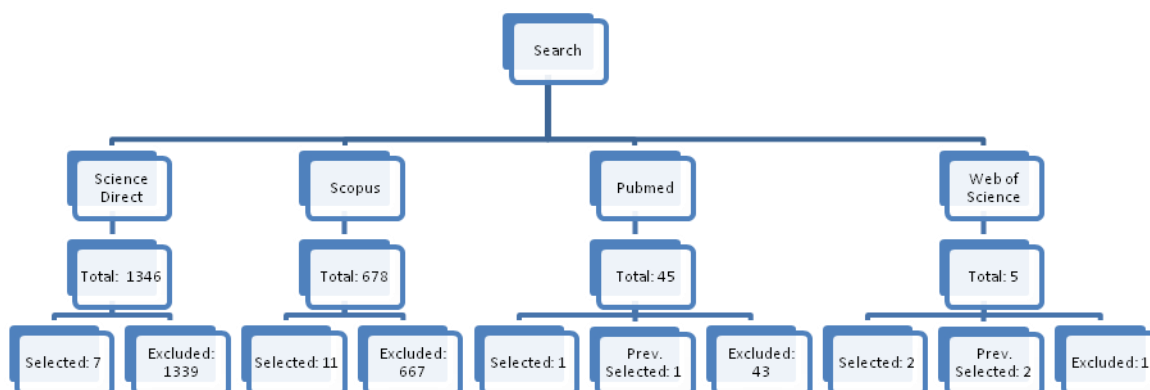 Search
Science
Direct
Scopus
Pubmed
Web of
Science
Total: 1346
Total: 678
Total: 45
Total: 5
Selected: 7
Excluded:
1339
Selected: 11
Excluded:
667
Selected: 1
Prev.
Selected: 1
Excluded:
43
Selected: 2
Prev.
Selected: 2
Excluded: 1